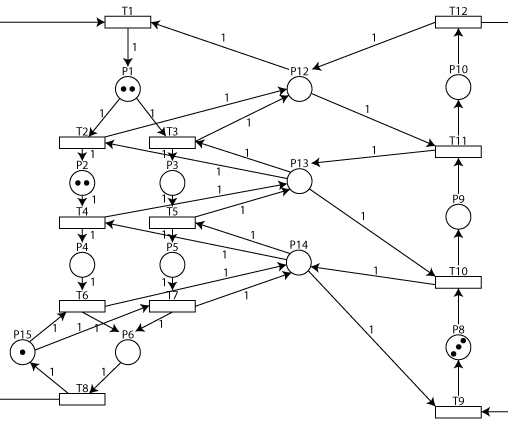 T1 T12
1 1 1
P1 P12 P10
1 1 1 1
T2 T3 1 T11
1 1 1 1
P2 P3 1 P13
1 1 1 1 P9
T4 T5 1
1 1 1
P4 P5 P14
1 1 1 1 T10
T6 T7 1
P15 1 1 1 P6 1 1 P8
1 1
T8 T9